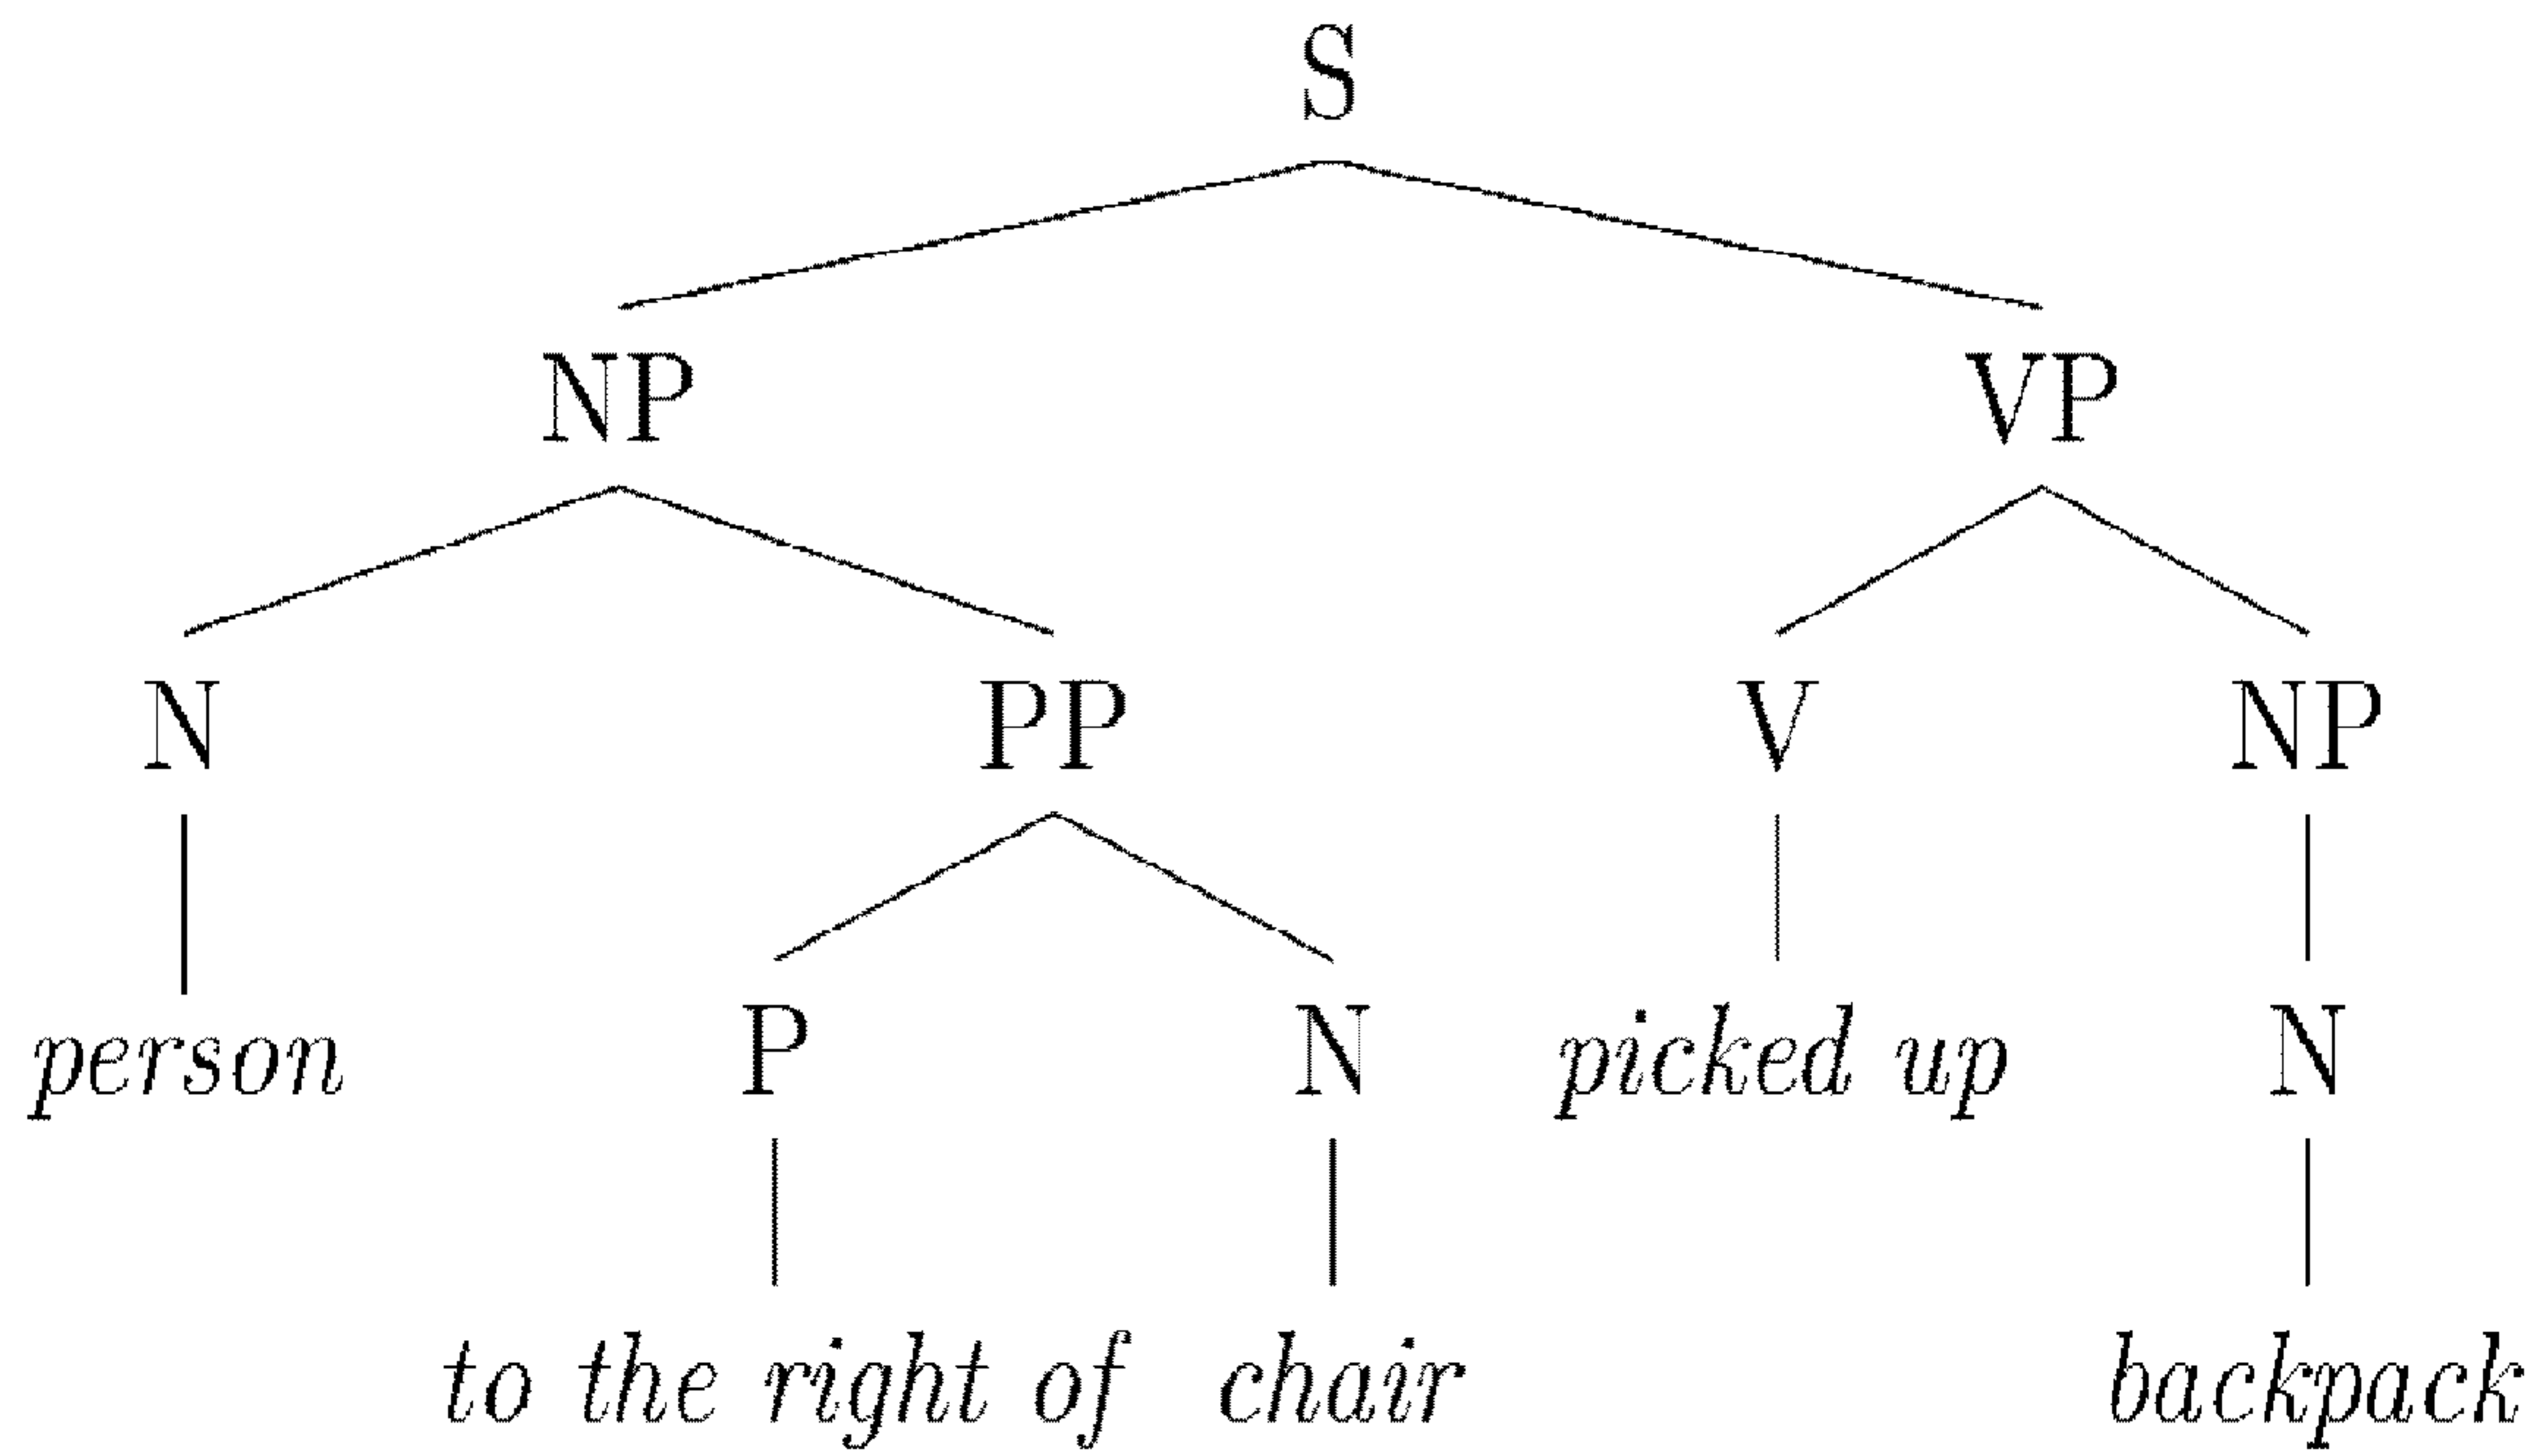 S
NP VP
N PP V NP
person P N picked up N
to the right of chair backpack